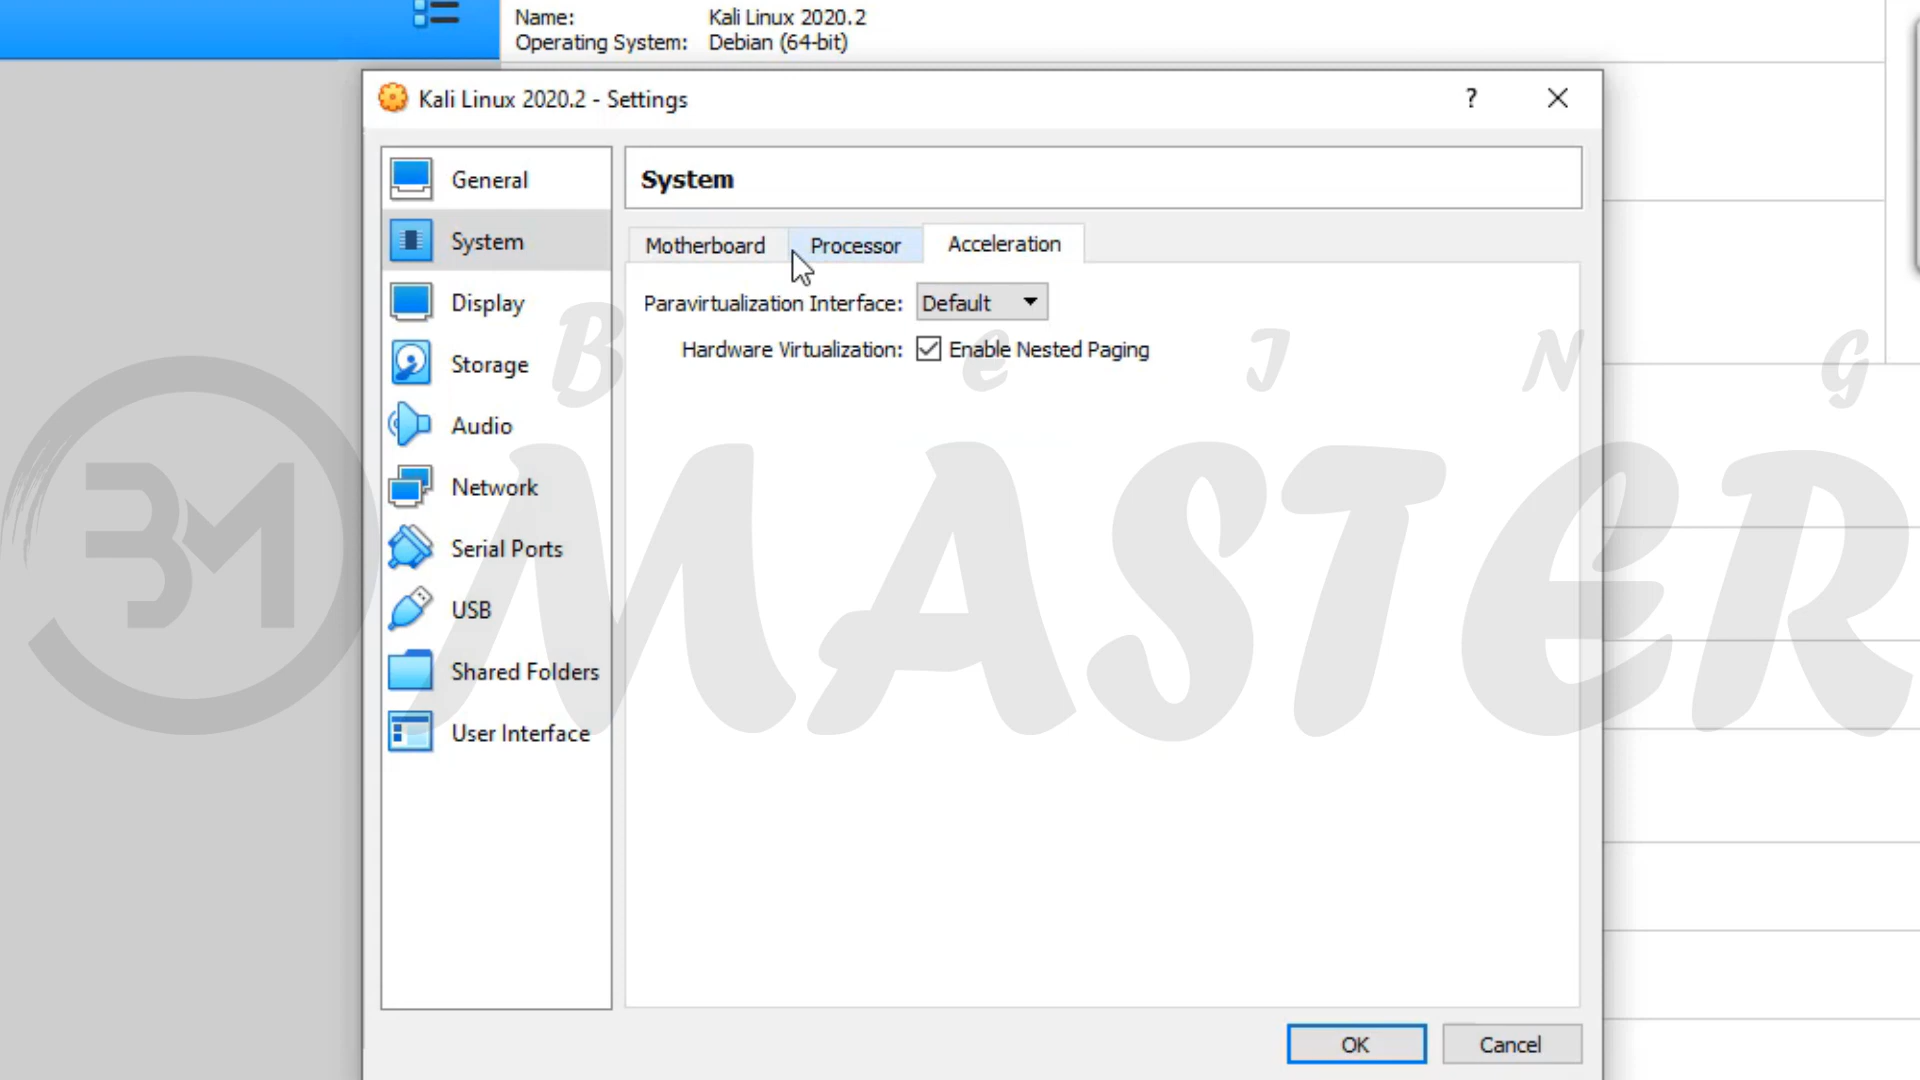 Name: Kali Linux 2020.2
Operating System: Debian (64-bit)
Kali Linux 2020.2 - Settings
?
General
System
Display
Storage
Audio
Network
Serial Ports
USB
Shared Folders
User Interface
System
Motherboard Processor Acceleration
Paravirtualization Interface: Default
Hardware Virtualization: Enable Nested Paging
BeING
MASTER
BM
OK Cancel